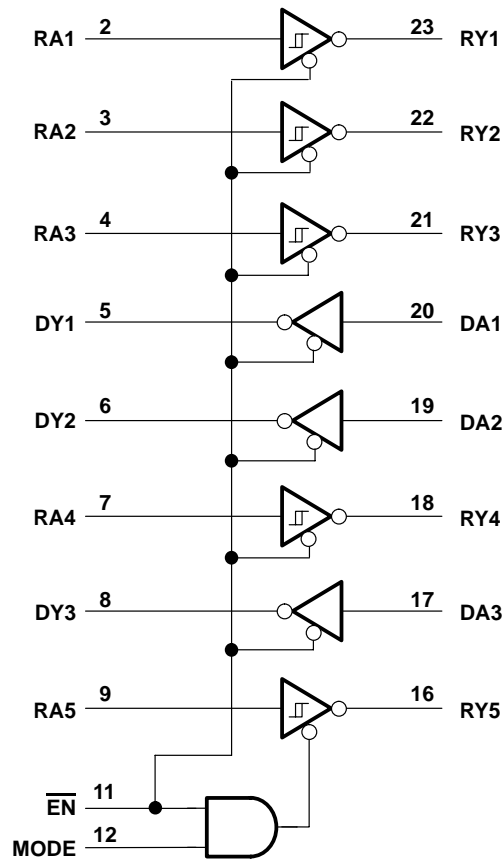 RA1 2 23 RY1
RA2 3 22 RY2
RA3 4 21 RY3
DY1 5 20 DA1
DY2 6 19 DA2
RA4 7 18 RY4
DY3 8 17 DA3
RA5 9 16 RY5
EN 11
MODE 12